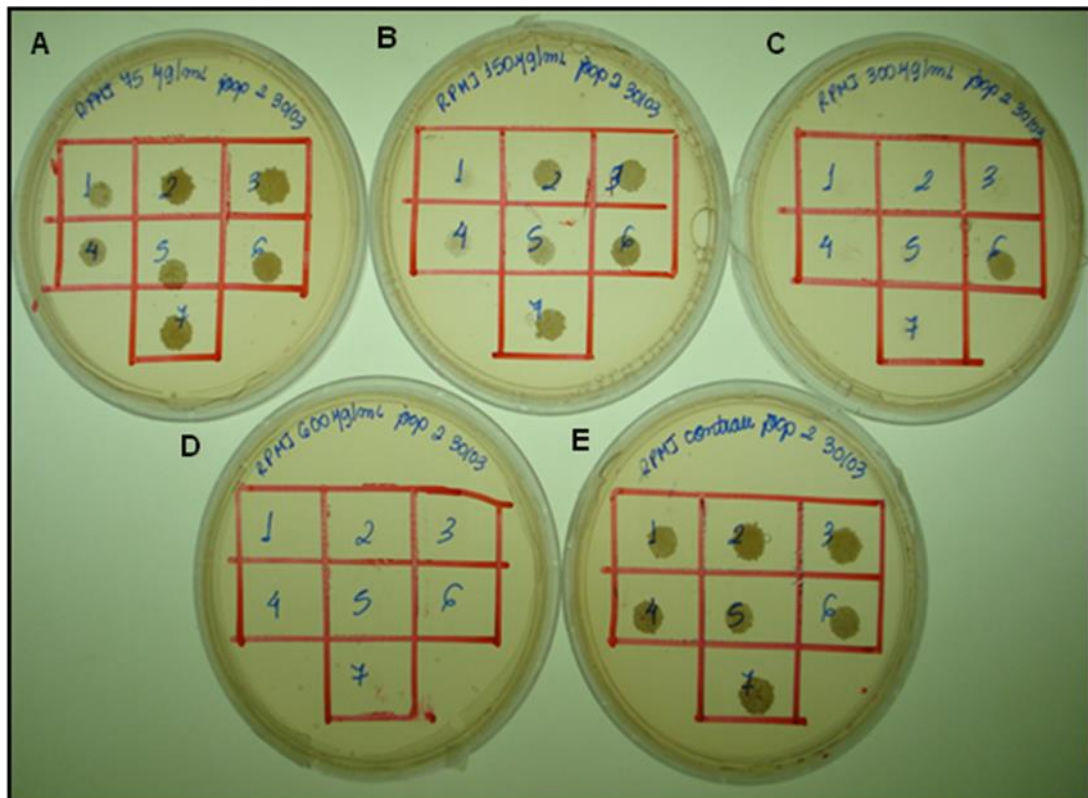 A
RPMI 75 µg/mL pop 2 30/03
1 2 3
4 5 6
7
B
RPMI 150 µg/mL pop 2 30/03
1 2 3
4 5 6
7
C
RPMI 300 µg/mL pop 2 30/03
1 2 3
4 5 6
7
D
RPMI 600 µg/mL pop 2 30/03
1 2 3
4 5 6
7
E
RPMI pop 2 30/03
1 2 3
4 5 6
7